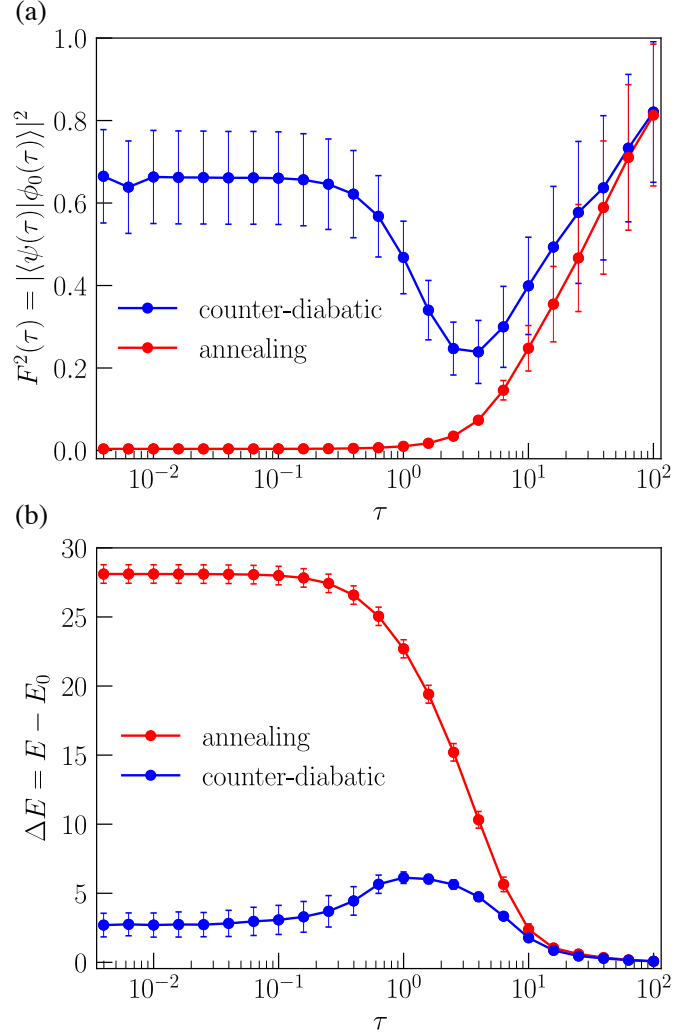 (a)
F²(τ) = |⟨ψ(τ)|ϕ₀(τ)⟩|²
1.0
0.8
0.6
0.4
0.2
0.0
counter-diabatic
annealing
10⁻² 10⁻¹ 10⁰ 10¹ 10²
τ
(b)
ΔE = E − E₀
30
25
20
15
10
5
0
annealing
counter-diabatic
10⁻² 10⁻¹ 10⁰ 10¹ 10²
τ